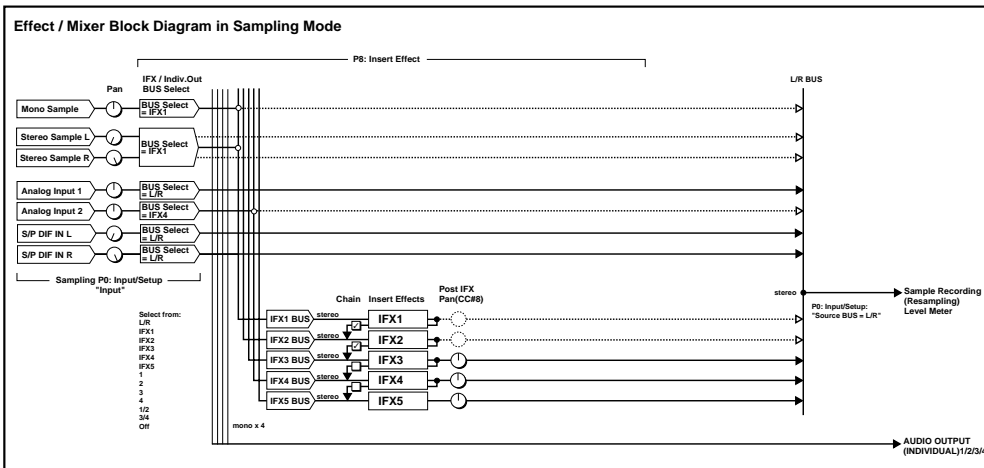 Effect / Mixer Block Diagram in Sampling Mode
P8: Insert Effect
Pan
IFX / Indiv.Out
BUS Select
L/R BUS
Mono Sample
BUS Select
= IFX1
Stereo Sample L
Stereo Sample R
BUS Select
= IFX1
Analog Input 1
BUS Select
= L/R
Analog Input 2
BUS Select
= IFX4
S/P DIF IN L
BUS Select
= L/R
S/P DIF IN R
BUS Select
= L/R
Sampling P0: Input/Setup
"Input"
Select from:
L/R
IFX1
IFX2
IFX3
IFX4
IFX5
1
2
3
4
1/2
3/4
Off
mono x 4
Chain
Insert Effects
Post IFX
Pan(CC#8)
IFX1 BUS
stereo
IFX1
IFX2 BUS
stereo
IFX2
IFX3 BUS
stereo
IFX3
IFX4 BUS
stereo
IFX4
IFX5 BUS
stereo
IFX5
stereo
P0: Input/Setup:
"Source BUS = L/R"
Sample Recording
(Resampling)
Level Meter
AUDIO OUTPUT
(INDIVIDUAL)1/2/3/4